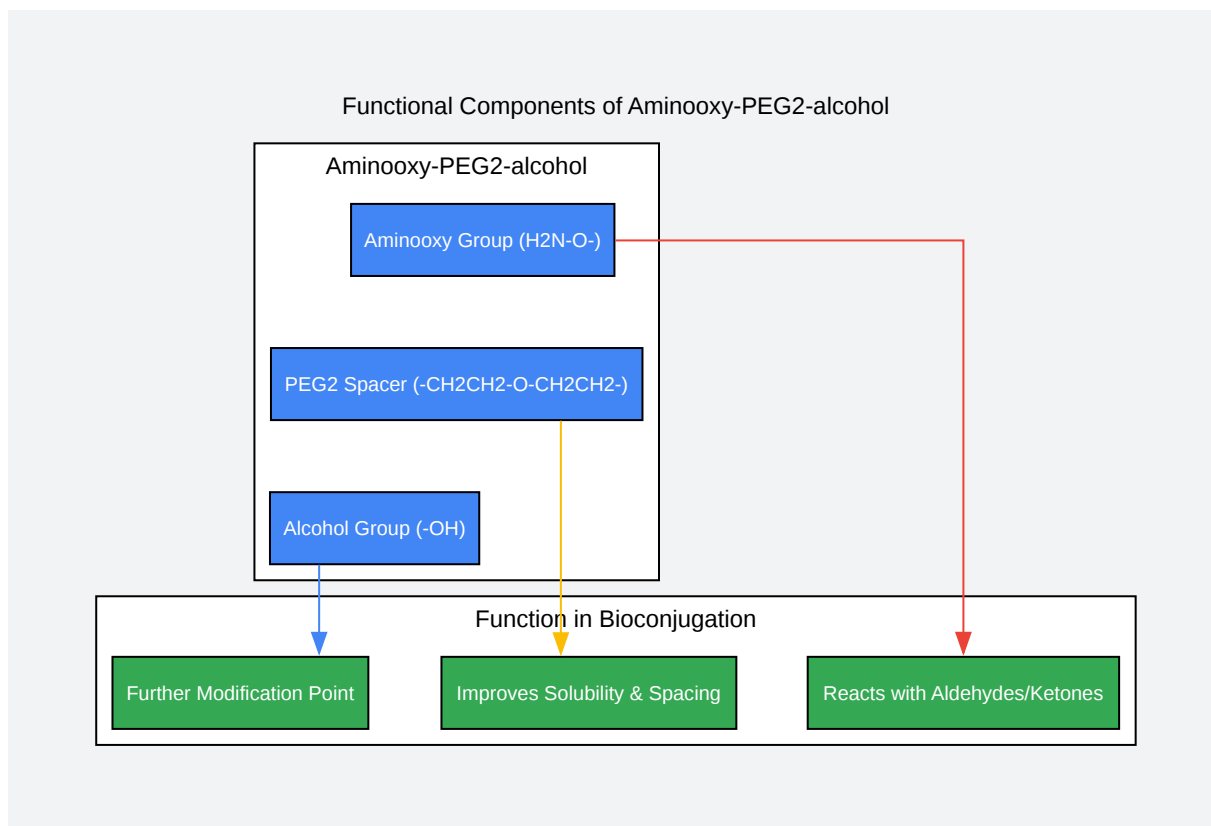 Functional Components of Aminooxy-PEG2-alcohol
Aminooxy-PEG2-alcohol
Aminooxy Group (H2N-O-)
PEG2 Spacer (-CH2CH2-O-CH2CH2-)
Alcohol Group (-OH)
Function in Bioconjugation
Further Modification Point
Improves Solubility & Spacing
Reacts with Aldehydes/Ketones